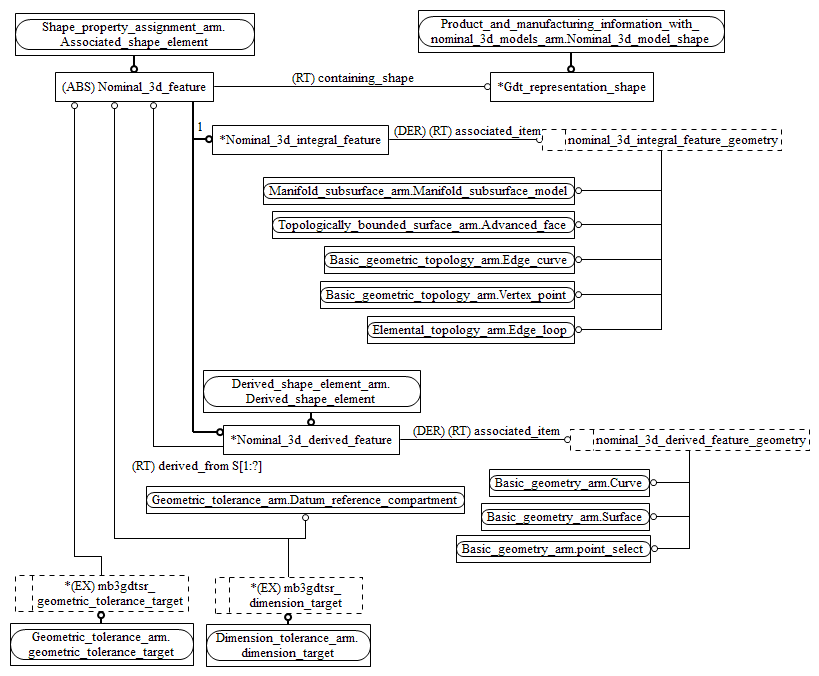 Shape_property_assignment_arm.
Associated_shape_element
Product_and_manufacturing_information_with_
nominal_3d_models_arm.Nominal_3d_model_shape
(ABS) Nominal_3d_feature
(RT) containing_shape
*Gdt_representation_shape
1
*Nominal_3d_integral_feature
(DER) (RT) associated_item
nominal_3d_integral_feature_geometry
Manifold_subsurface_arm.Manifold_subsurface_model
Topologically_bounded_surface_arm.Advanced_face
Basic_geometric_topology_arm.Edge_curve
Basic_geometric_topology_arm.Vertex_point
Elemental_topology_arm.Edge_loop
Derived_shape_element_arm.
Derived_shape_element
*Nominal_3d_derived_feature
(DER) (RT) associated_item
nominal_3d_derived_feature_geometry
(RT) derived_from S[1:?]
Basic_geometry_arm.Curve
Geometric_tolerance_arm.Datum_reference_compartment
Basic_geometry_arm.Surface
Basic_geometry_arm.point_select
*(EX) mb3gdtsr_
geometric_tolerance_target
*(EX) mb3gdtsr_
dimension_target
Geometric_tolerance_arm.
geometric_tolerance_target
Dimension_tolerance_arm.
dimension_target